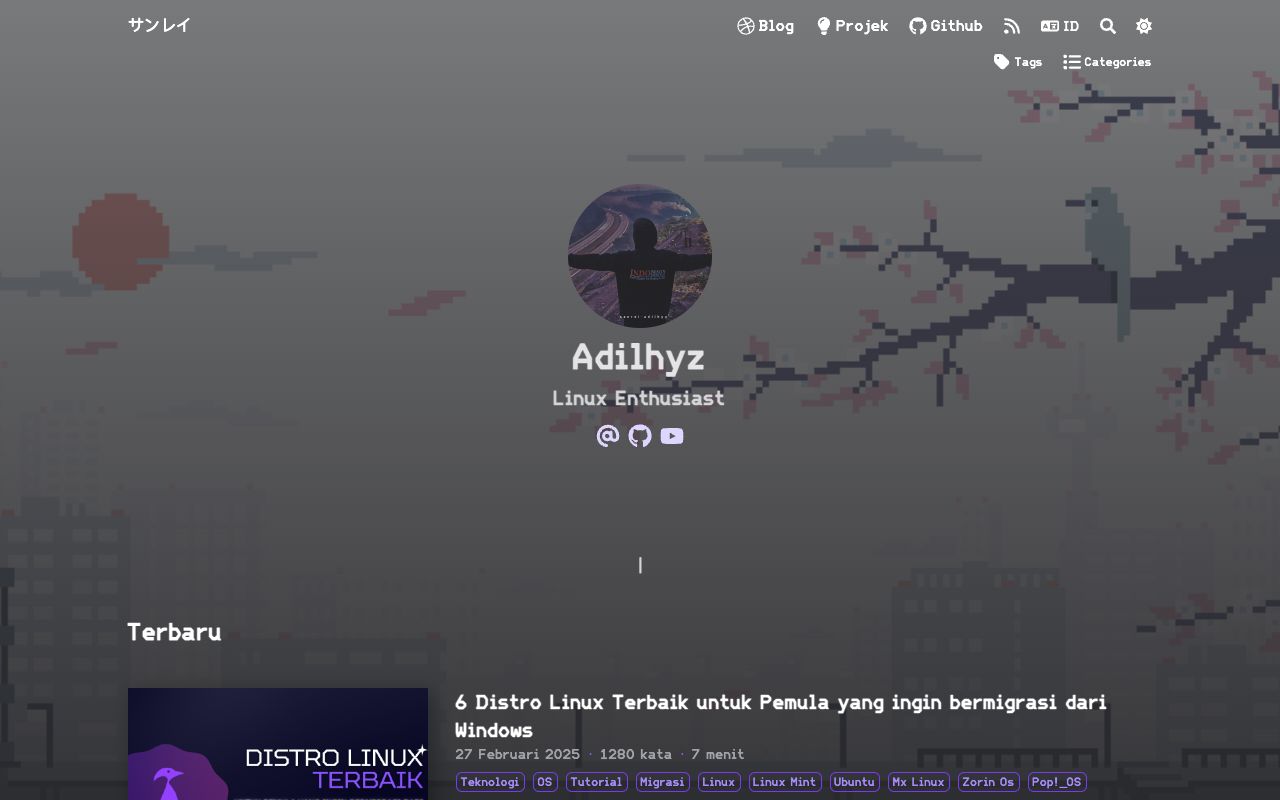 サンレイ
Blog
Projek
Github
ID
Tags
Categories
Adilhyz
Linux Enthusiast
Terbaru
DISTRO LINUX
TERBAIK
6 Distro Linux Terbaik untuk Pemula yang ingin bermigrasi dari
Windows
27 Februari 2025 · 1280 kata · 7 menit
Teknologi OS Tutorial Migrasi Linux Linux Mint Ubuntu Mx Linux Zorin Os Pop!_OS